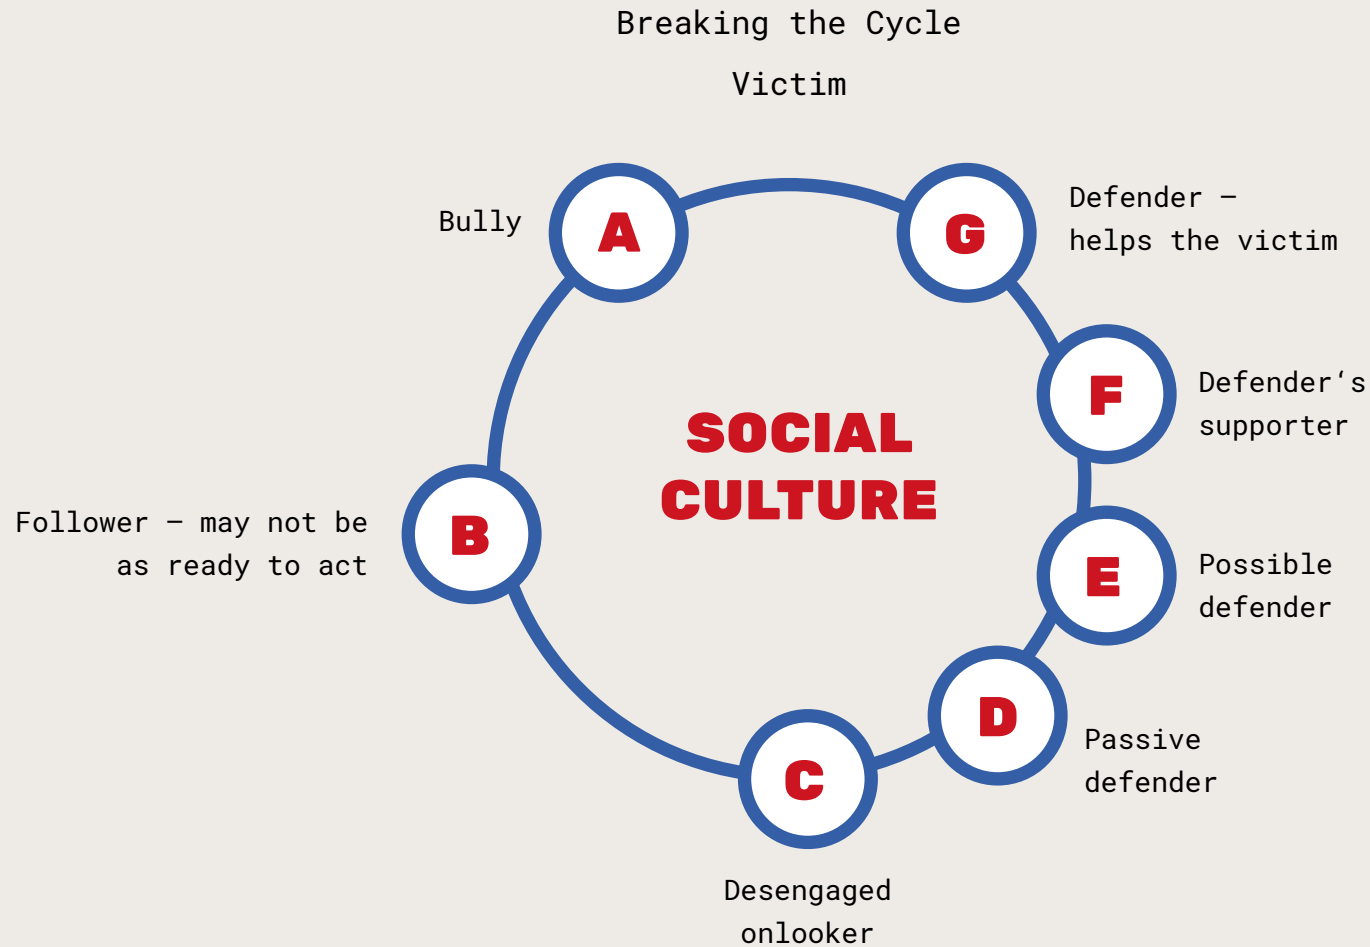 Breaking the Cycle
Victim
Bully
A
G
Defender –
helps the victim
F
Defender‘s
supporter
SOCIAL
CULTURE
Follower – may not be
as ready to act
B
E
Possible
defender
D
Passive
defender
C
Desengaged
onlooker